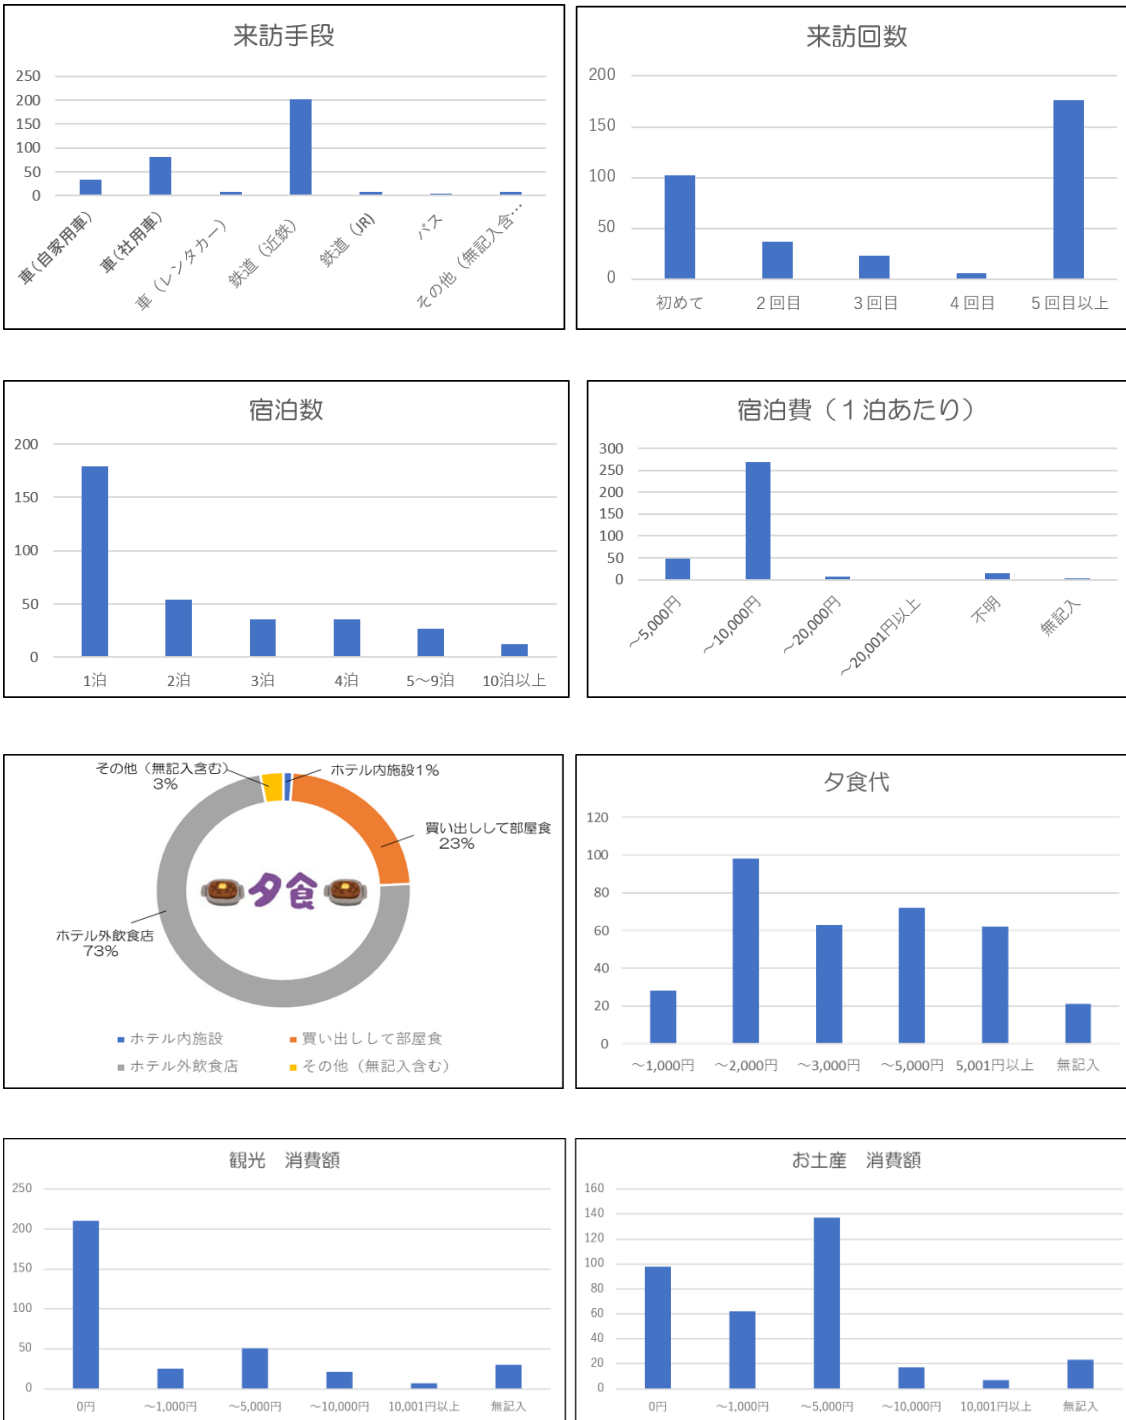 来訪手段
250
200
150
100
50
0
車(自家用車)
車(社用車)
車（レンタカー）
鉄道（近鉄）
鉄道（JR)
バス
その他（無記入含…
来訪回数
200
150
100
50
0
初めて
２回目
３回目
４回目
５回目以上
宿泊数
200
150
100
50
0
1泊
2泊
3泊
4泊
5～9泊
10泊以上
宿泊費（１泊あたり）
300
250
200
150
100
50
0
～5,000円
～10,000円
～20,000円
～20,001円以上
不明
無記入
その他（無記入含む）
3%
ホテル内施設1%
買い出しして部屋食
23%
夕食
ホテル外飲食店
73%
ホテル内施設
買い出しして部屋食
ホテル外飲食店
その他（無記入含む）
夕食代
120
100
80
60
40
20
0
～1,000円
～2,000円
～3,000円
～5,000円
5,001円以上
無記入
観光　消費額
250
200
150
100
50
0
0円
～1,000円
～5,000円
～10,000円
10,001円以上
無記入
お土産　消費額
160
140
120
100
80
60
40
20
0
0円
～1,000円
～5,000円
～10,000円
10,001円以上
無記入